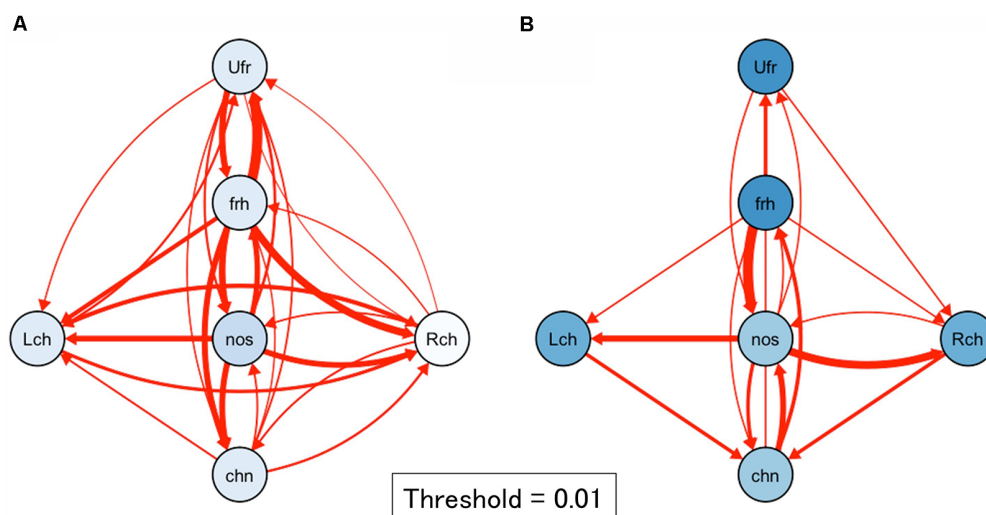 A
B
Ufr
Ufr
frh
frh
Lch
nos
Rch
Lch
nos
Rch
chn
chn
Threshold = 0.01